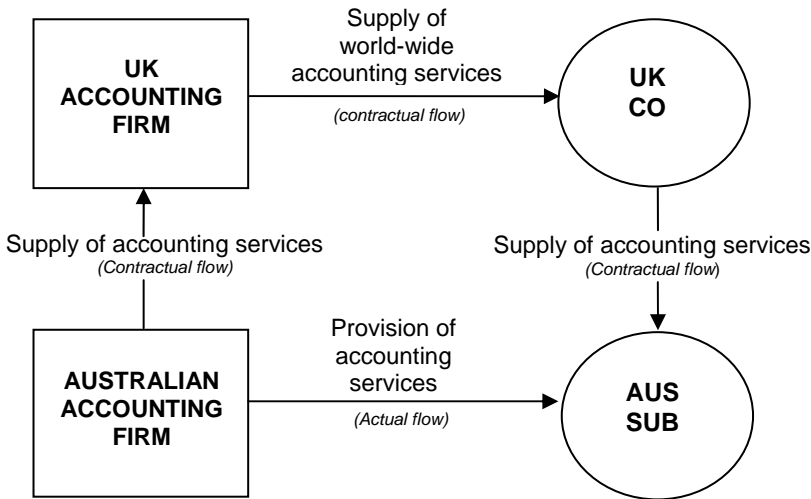 Supply of
world-wide
accounting services
(contractual flow)
UK
ACCOUNTING
FIRM
UK
CO
Supply of accounting services
(Contractual flow)
Supply of accounting services
(Contractual flow)
Provision of
accounting
services
(Actual flow)
AUSTRALIAN
ACCOUNTING
FIRM
AUS
SUB